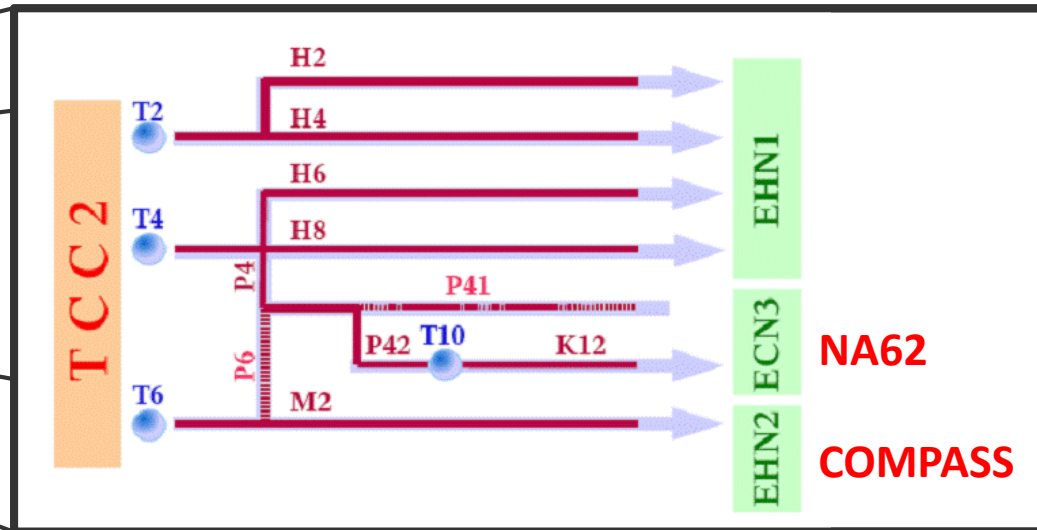 H2
T2
H4
H6
T4
H8
P4
P41
T10
P42
K12
P6
T6
M2
TCC2
EHN1
ECN3
NA62
EHN2
COMPASS